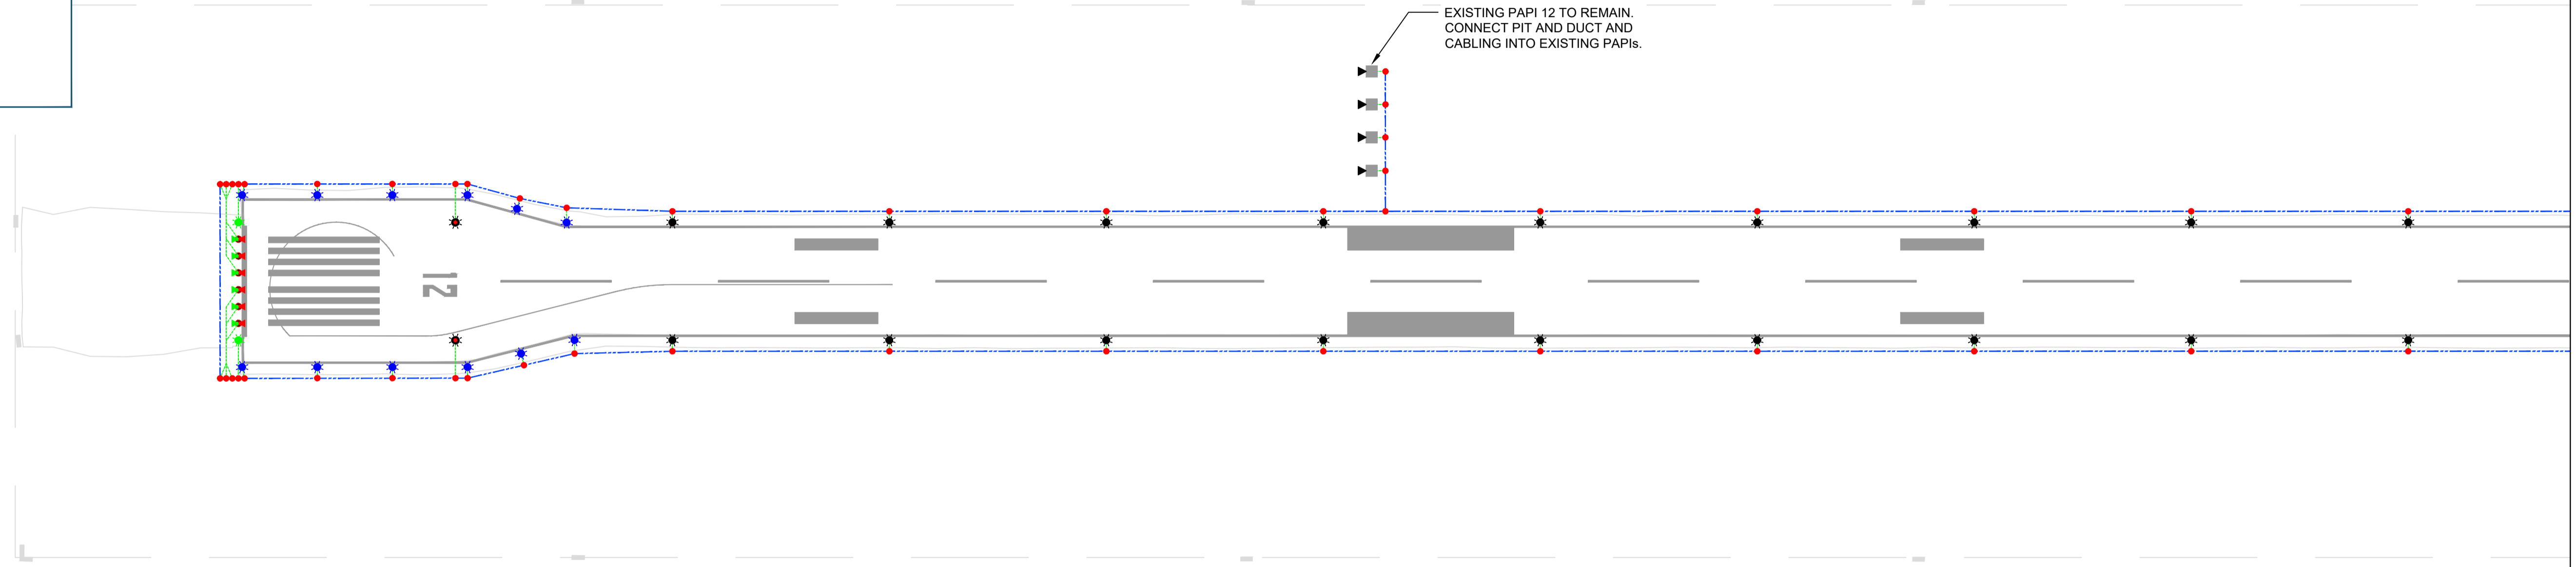 EXISTING PAPI 12 TO REMAIN.
CONNECT PIT AND DUCT AND
CABLING INTO EXISTING PAPIs.
12